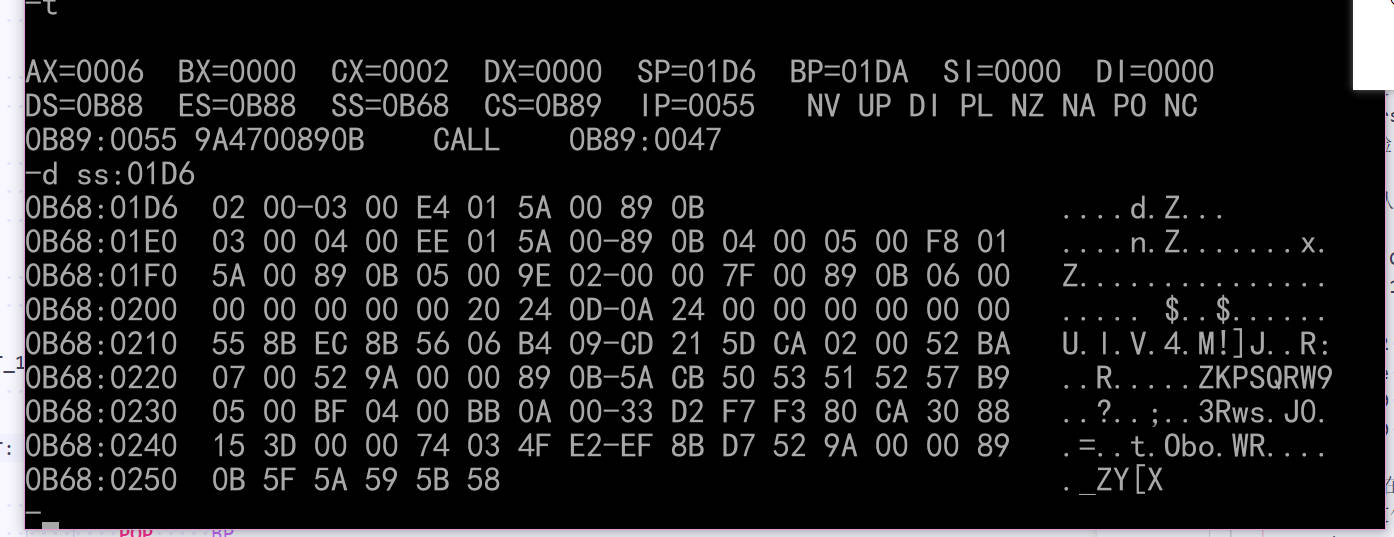 -t
AX=0006  BX=0000  CX=0002  DX=0000  SP=01D6  BP=01DA  SI=0000  DI=0000
DS=0B88  ES=0B88  SS=0B68  CS=0B89  IP=0055   NV UP DI PL NZ NA PO NC
0B89:0055 9A4700890B    CALL    0B89:0047
-d ss:01D6
0B68:01D6  02 00-03 00 E4 01 5A 00 89 0B  ....d.Z...
0B68:01E0  03 00 04 00 EE 01 5A 00-89 0B 04 00 05 00 F8 01  ....n.Z.......x.
0B68:01F0  5A 00 89 0B 05 00 9E 02-00 00 7F 00 89 0B 06 00  Z...............
0B68:0200  00 00 00 00 00 20 24 0D-0A 24 00 00 00 00 00 00  ..... $..$......
0B68:0210  55 8B EC 8B 56 06 B4 09-CD 21 5D CA 02 00 52 BA  U.l.V.4.M!]J..R:
0B68:0220  07 00 52 9A 00 00 89 0B-5A CB 50 53 51 52 57 B9  ..R.....ZKPSQRW9
0B68:0230  05 00 BF 04 00 BB 0A 00-33 D2 F7 F3 80 CA 30 88  ..?..;..3Rws.J0.
0B68:0240  15 3D 00 00 74 03 4F E2-EF 8B D7 52 9A 00 00 89  .=..t.Obo.WR....
0B68:0250  0B 5F 5A 59 5B 58  ._ZY[X
-
POP BP